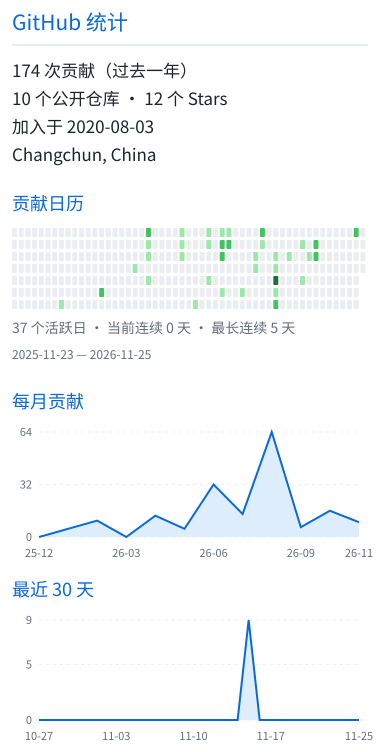 GitHub 统计
174 次贡献（过去一年）
10 个公开仓库 • 12 个 Stars
加入于 2020-08-03
Changchun, China
贡献日历
37 个活跃日 • 当前连续 0 天 • 最长连续 5 天
2025-11-23 — 2026-11-25
每月贡献
64
32
0
25-12 26-03 26-06 26-09 26-11
最近 30 天
9
5
0
10-27 11-03 11-10 11-17 11-25